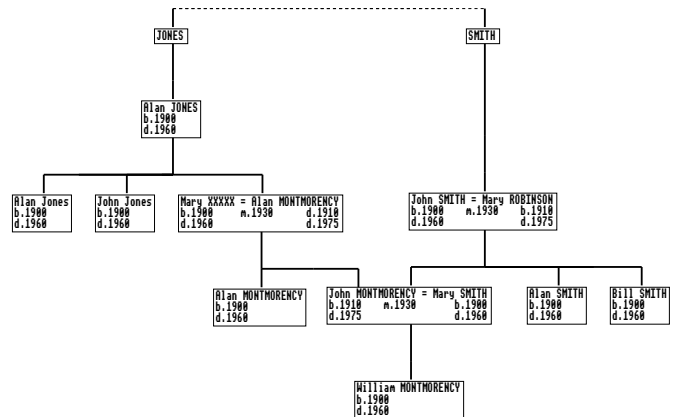 JONES
SMITH
Alan JONES
b.1900
d.1960
Alan Jones
b.1900
d.1960
John Jones
b.1900
d.1960
Mary XXXXX = Alan MONTMORENCY
b.1900 m.1930 d.1910
d.1960 d.1975
John SMITH = Mary ROBINSON
b.1900 m.1930 b.1910
d.1960 d.1975
Alan MONTMORENCY
b.1900
d.1960
John MONTMORENCY = Mary SMITH
b.1910 m.1930 b.1900
d.1975 d.1960
Alan SMITH
b.1900
d.1960
Bill SMITH
b.1900
d.1960
William MONTMORENCY
b.1900
d.1960